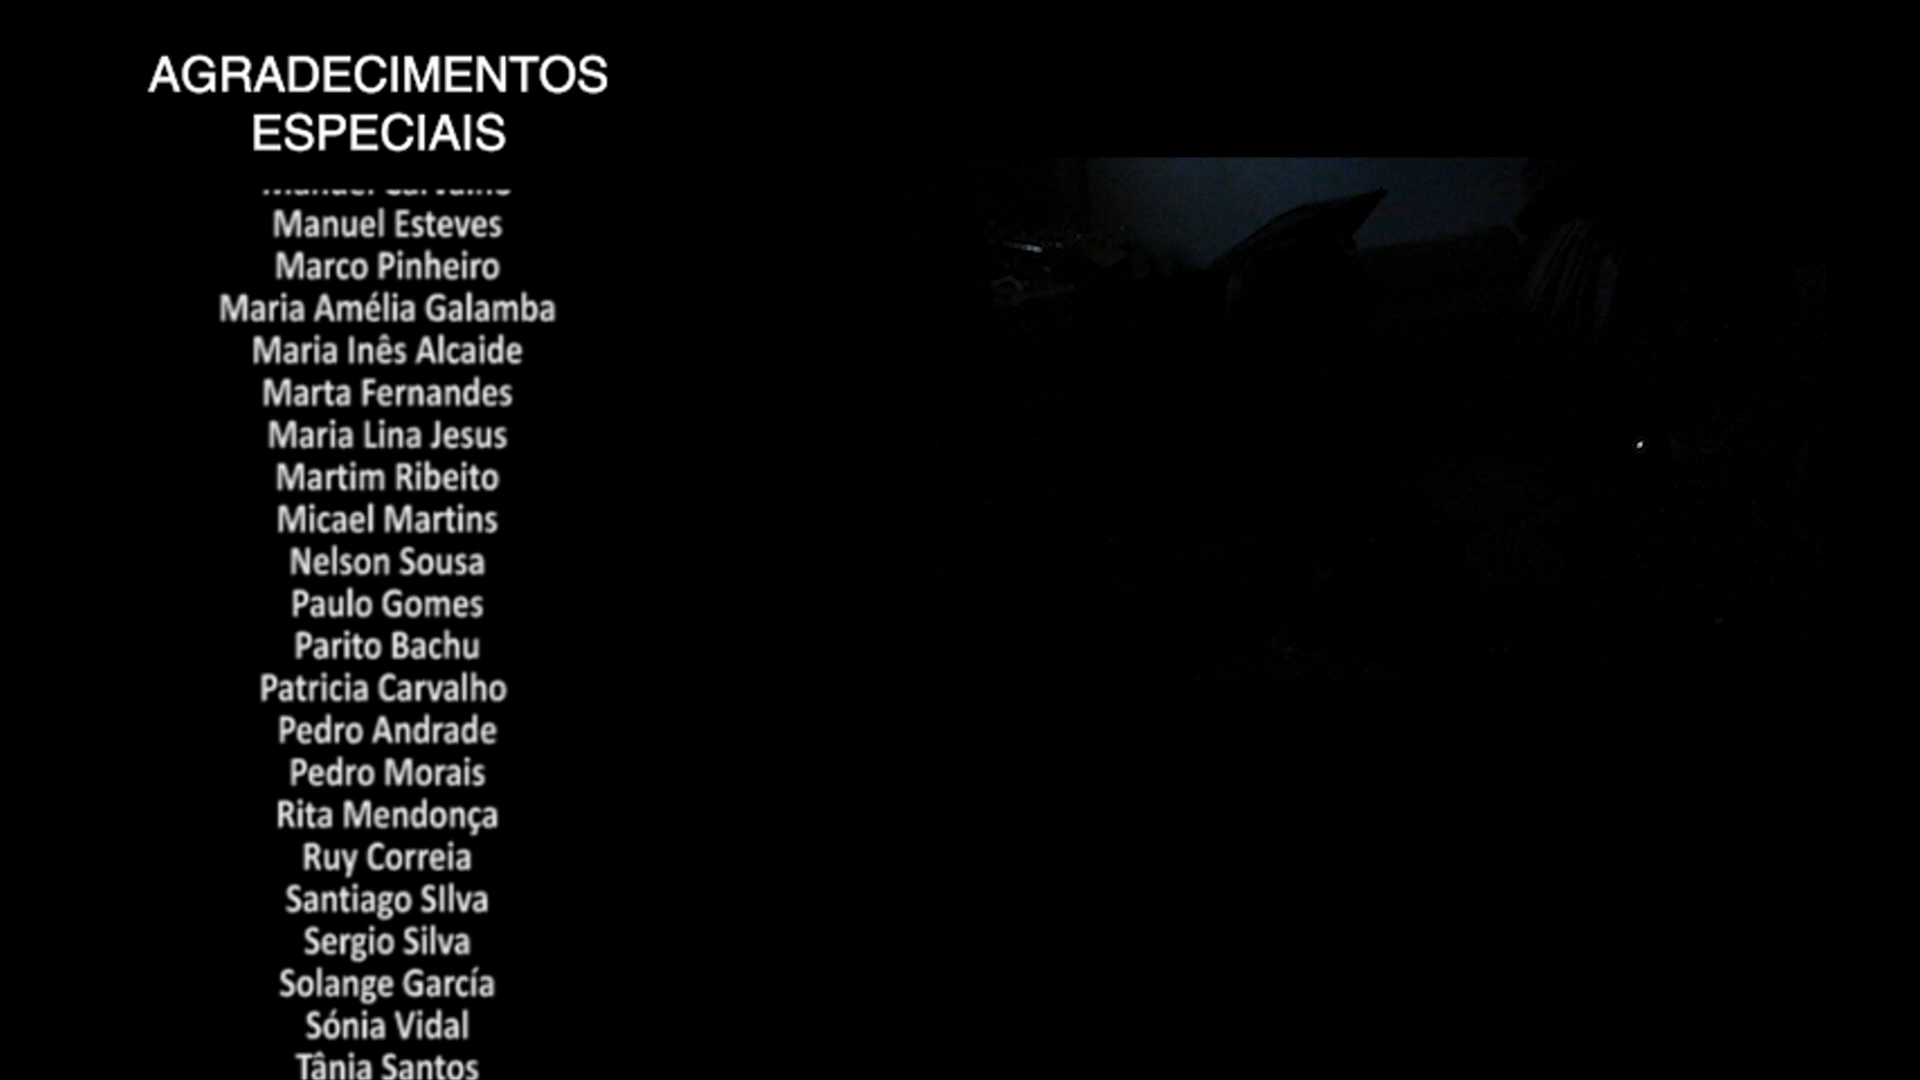 AGRADECIMENTOS
ESPECIAIS
Manuel Carvalho
Manuel Esteves
Marco Pinheiro
Maria Amélia Galamba
Maria Inês Alcaide
Marta Fernandes
Maria Lina Jesus
Martim Ribeito
Micael Martins
Nelson Sousa
Paulo Gomes
Parito Bachu
Patricia Carvalho
Pedro Andrade
Pedro Morais
Rita Mendonça
Ruy Correia
Santiago SIlva
Sergio Silva
Solange García
Sónia Vidal
Tânia Santos